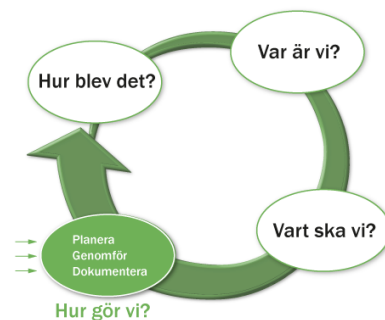 Var är vi?
Hur blev det?
Vart ska vi?
Planera
Genomför
Dokumentera
Hur gör vi?